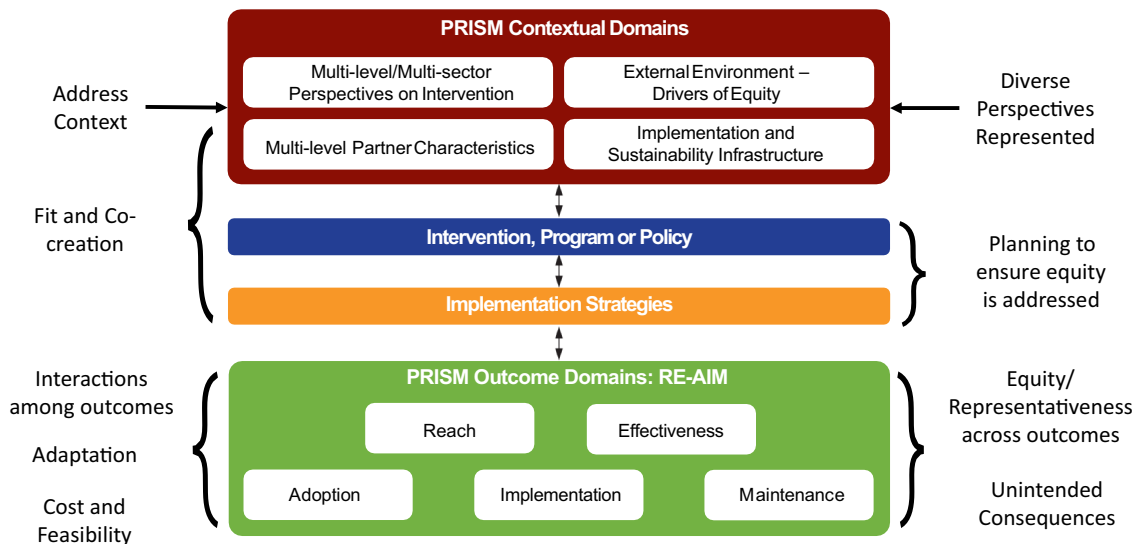 PRISM Contextual Domains
Multi-level/Multi-sector
Perspectives on Intervention
External Environment –
Drivers of Equity
Multi-level Partner Characteristics
Implementation and
Sustainability Infrastructure
Address
Context
Diverse
Perspectives
Represented
Fit and Co-
creation
Intervention, Program or Policy
Implementation Strategies
Planning to
ensure equity
is addressed
PRISM Outcome Domains: RE-AIM
Reach
Effectiveness
Adoption
Implementation
Maintenance
Interactions
among outcomes
Adaptation
Cost and
Feasibility
Equity/
Representativeness
across outcomes
Unintended
Consequences